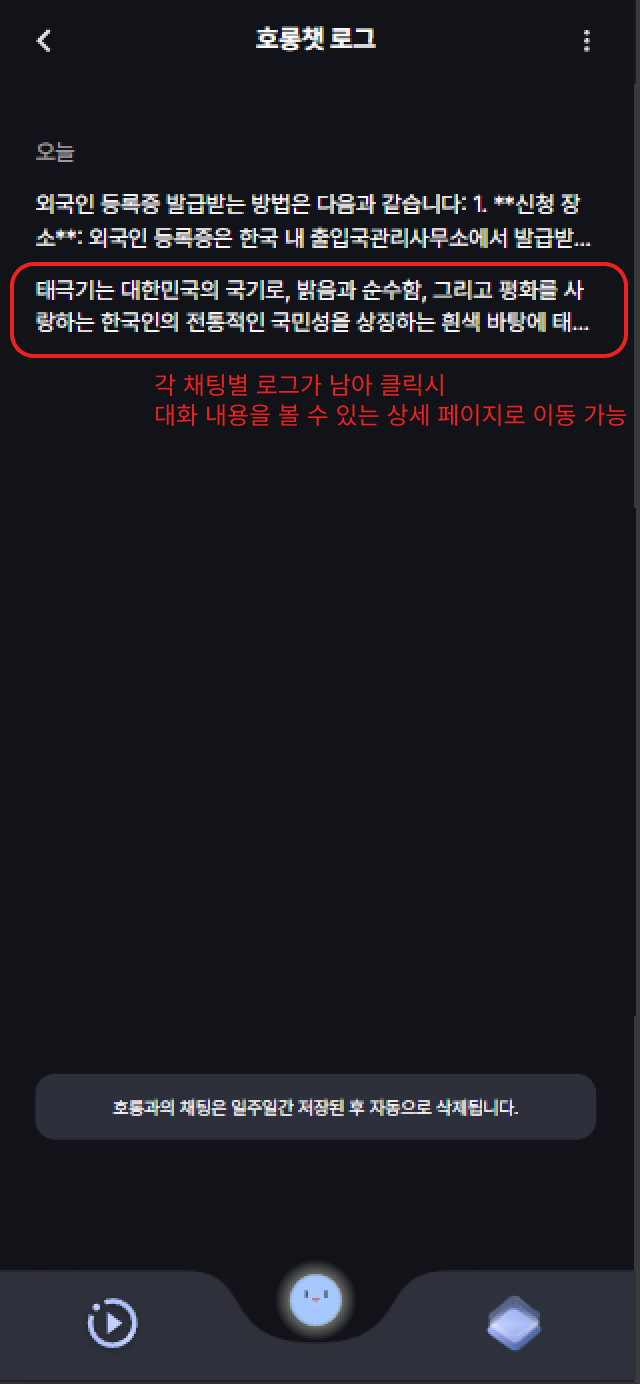 호롱챗 로그
오늘
외국인 등록증 발급받는 방법은 다음과 같습니다: 1. **신청 장
소**: 외국인 등록증은 한국 내 출입국관리사무소에서 발급받...
태극기는 대한민국의 국기로, 밝음과 순수함, 그리고 평화를 사
랑하는 한국인의 전통적인 국민성을 상징하는 흰색 바탕에 태...
각 채팅별 로그가 남아 클릭시
대화 내용을 볼 수 있는 상세 페이지로 이동 가능
호롱과의 채팅은 일주일간 저장된 후 자동으로 삭제됩니다.